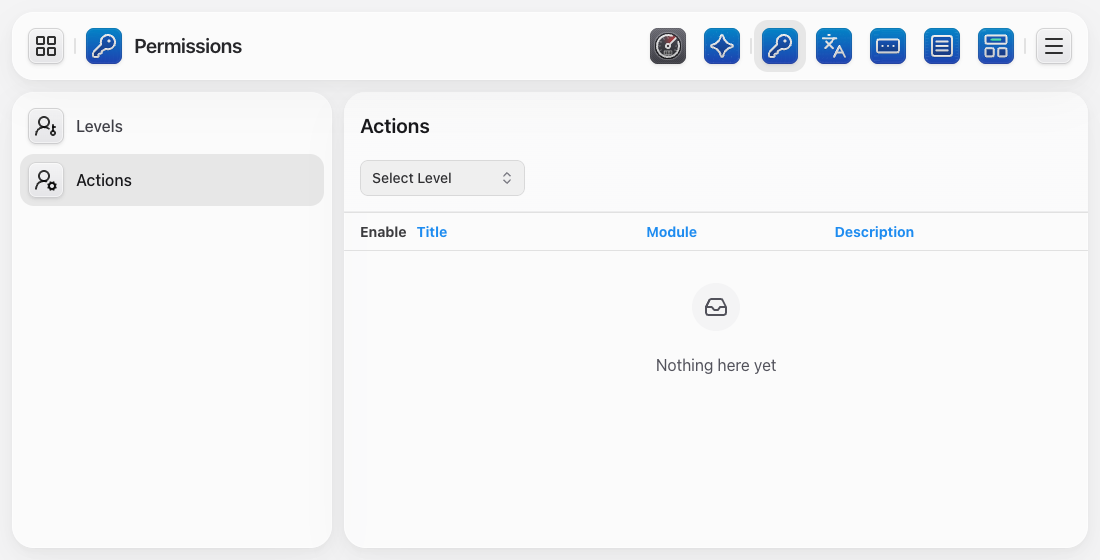 Permissions
Levels
Actions
Actions
Select Level
Enable Title Module Description
Nothing here yet